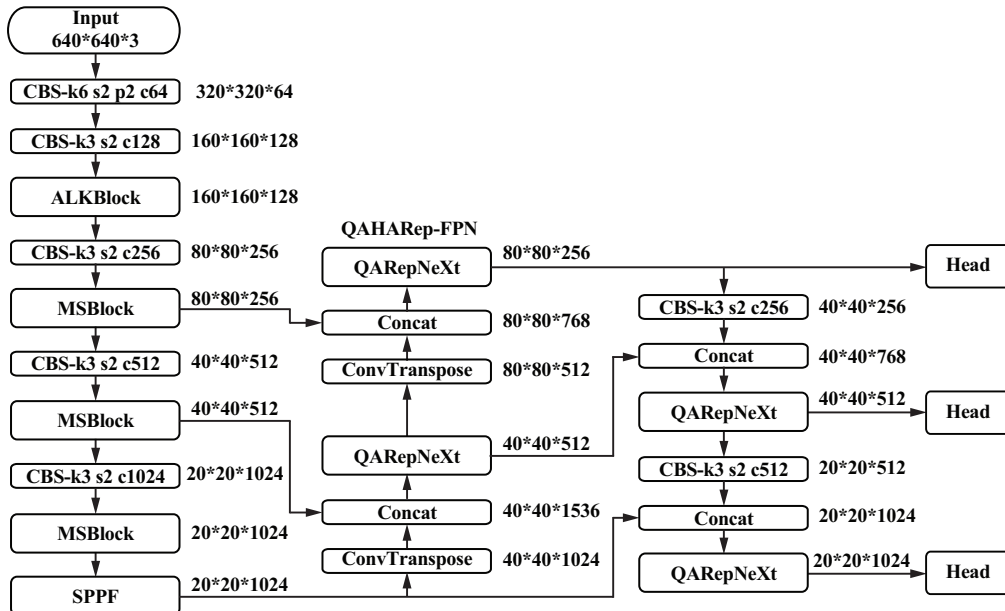 Input
640*640*3
CBS-k6 s2 p2 c64
320*320*64
CBS-k3 s2 c128
160*160*128
ALKBlock
160*160*128
CBS-k3 s2 c256
80*80*256
MSBlock
80*80*256
CBS-k3 s2 c512
40*40*512
MSBlock
40*40*512
CBS-k3 s2 c1024
20*20*1024
MSBlock
20*20*1024
SPPF
20*20*1024
QAHARep-FPN
QARepNeXt
80*80*256
Concat
80*80*768
ConvTranspose
80*80*512
QARepNeXt
40*40*512
Concat
40*40*1536
ConvTranspose
40*40*1024
Head
CBS-k3 s2 c256
40*40*256
Concat
40*40*768
QARepNeXt
40*40*512
Head
CBS-k3 s2 c512
20*20*512
Concat
20*20*1024
QARepNeXt
20*20*1024
Head